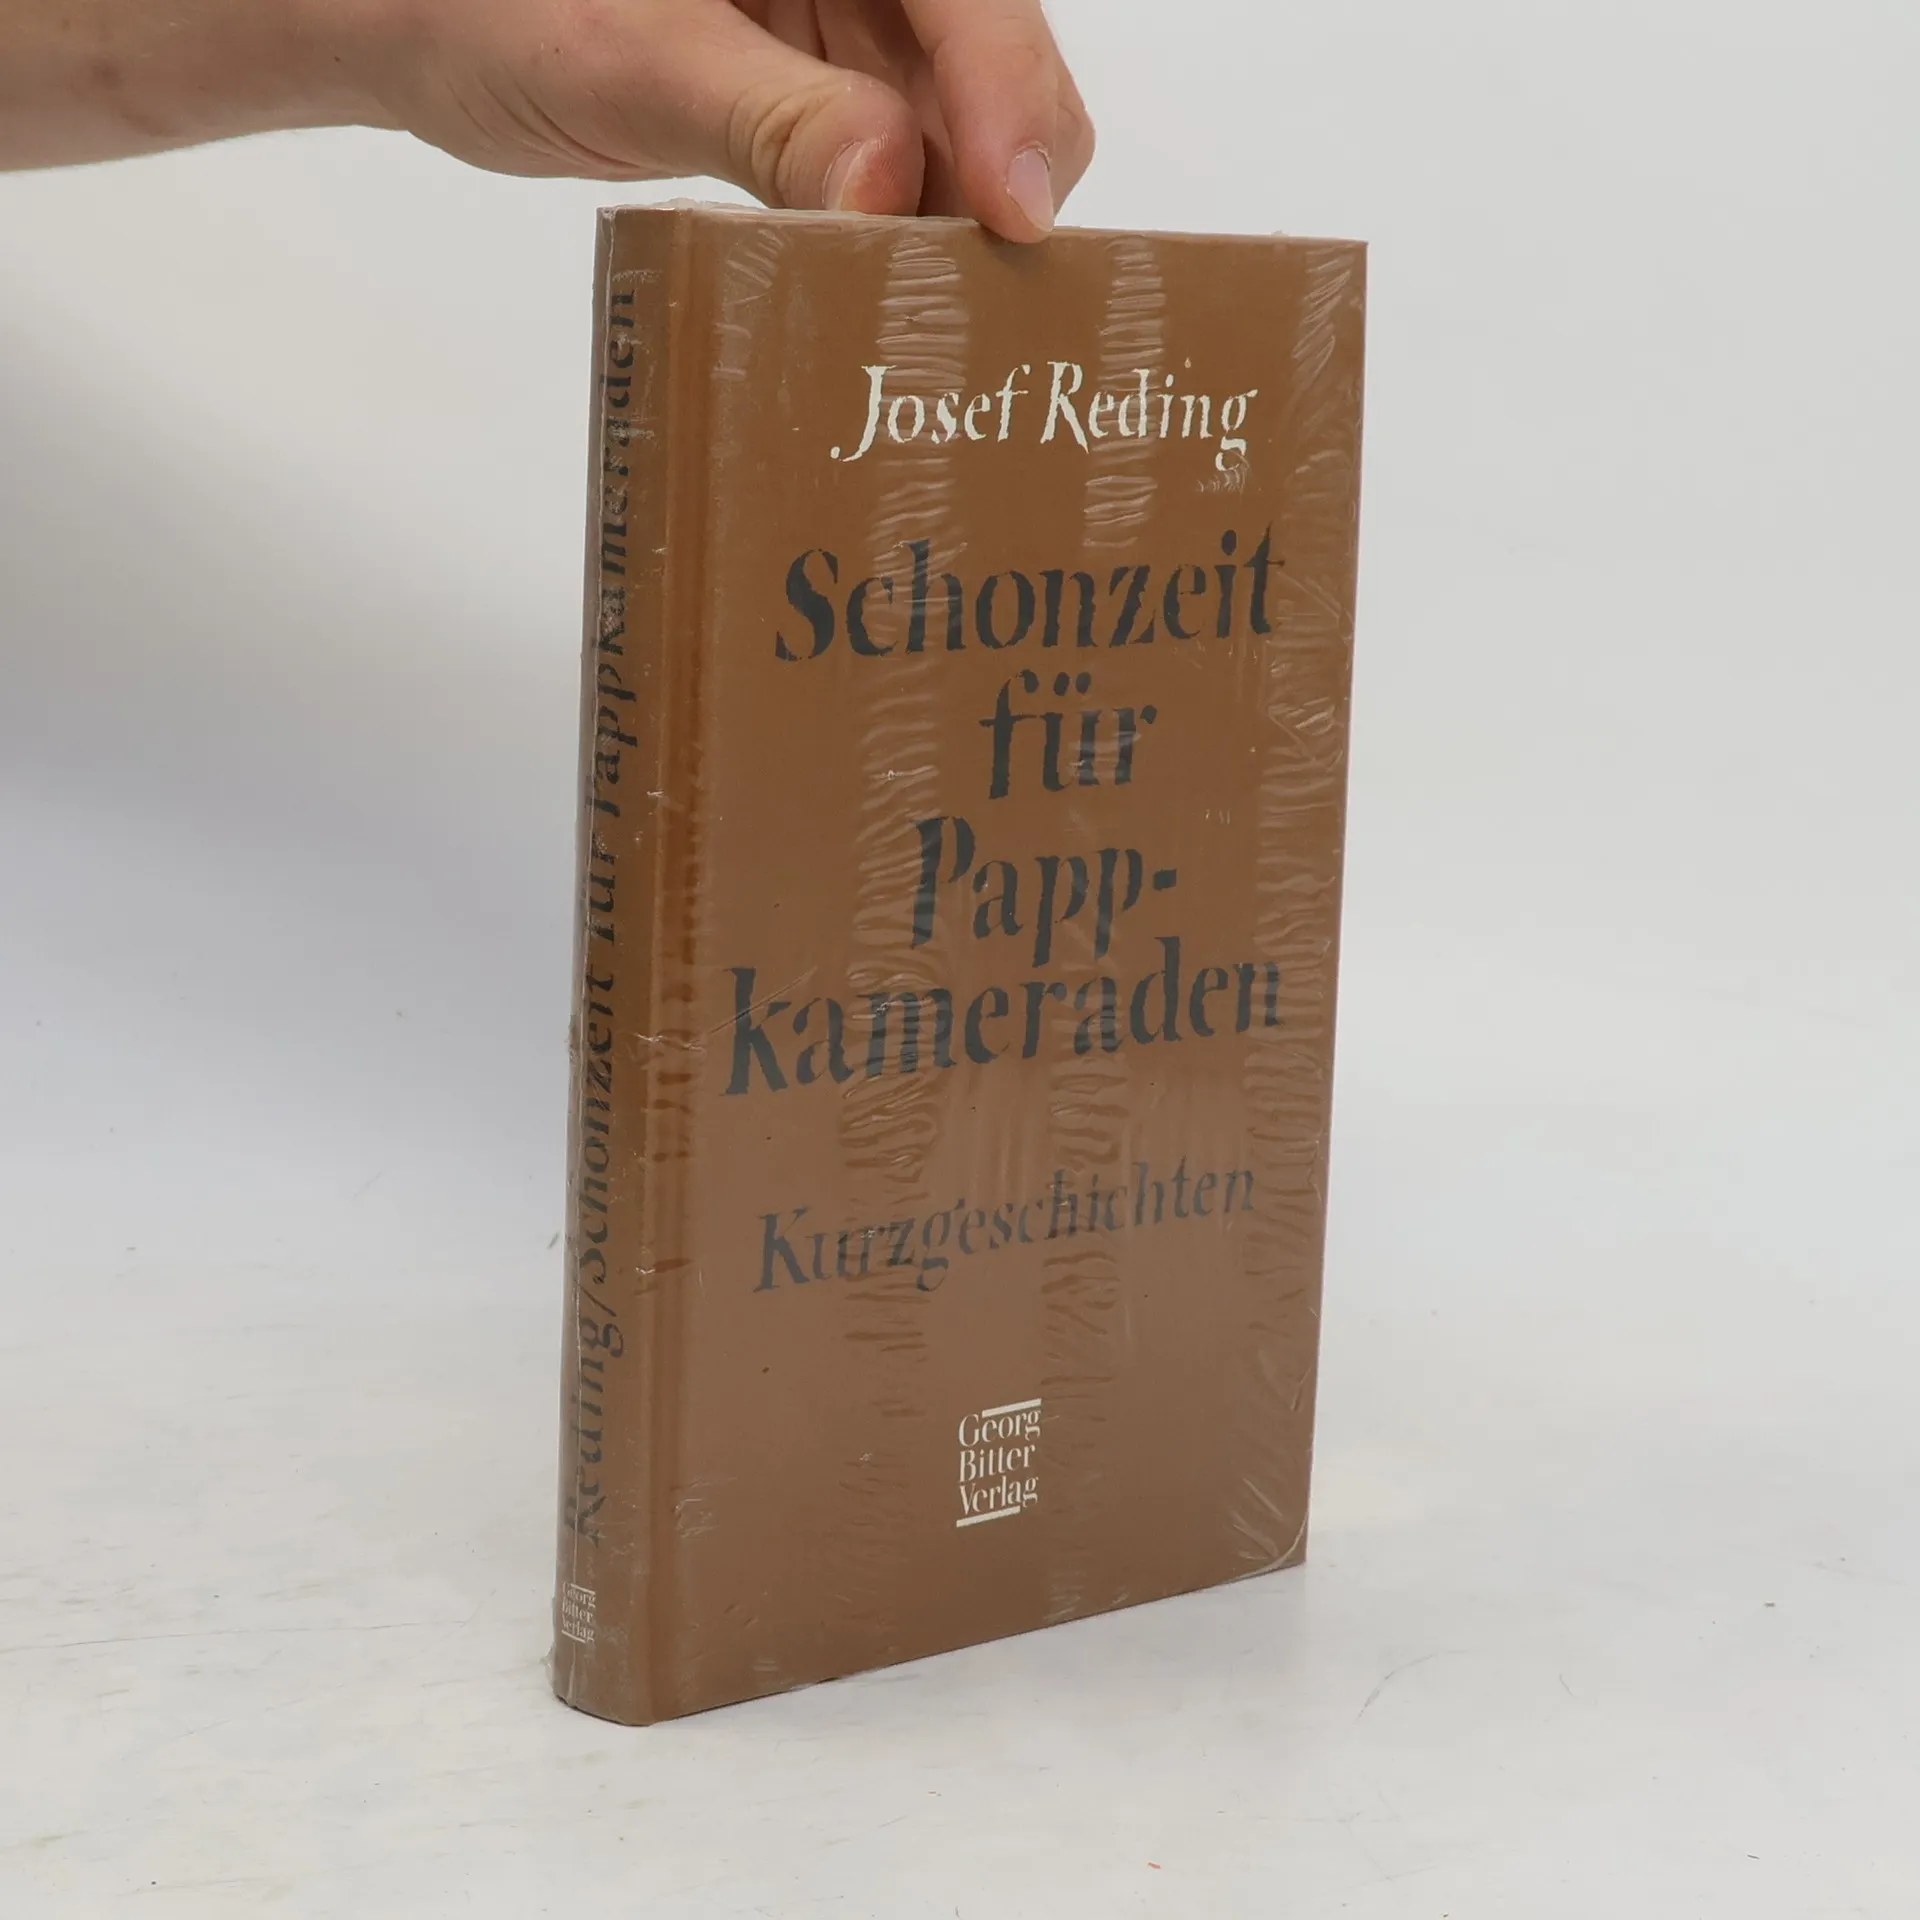 Josef Reding
Schonzeit
für
Papp-
kameraden
Kurzgeschichten
Georg
Bitter
Verlag
Reding/Schonzeit für Pappkameraden
Georg
Bitter
Verlag